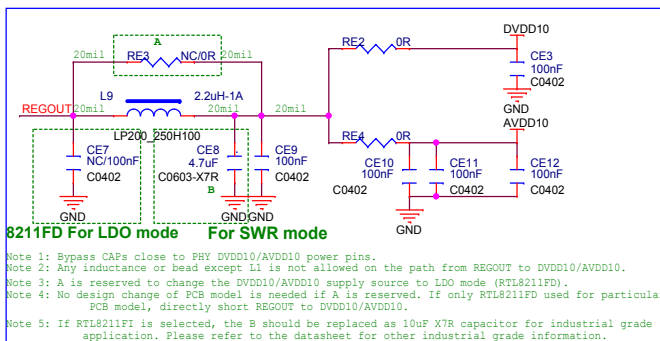 A
RE3 NC/0R
20mil
20mil
L9 2.2uH-1A
REGOUT 20mil 20mil 20mil
LP200_250H100
CE7
NC/100nF
C0402
GND
CE8
4.7uF
C0603-X7R
B
GND
CE9
100nF
C0402
GND
RE2 0R
DVDD10
CE3
100nF
C0402
GND
AVDD10
RE4 0R
CE10
100nF
C0402
CE11
100nF
C0402
CE12
100nF
C0402
GND
8211FD For LDO mode
For SWR mode
Note 1: Bypass CAPs close to PHY DVDD10/AVDD10 power pins.
Note 2: Any inductance or bead except L1 is not allowed on the path from REGOUT to DVDD10/AVDD10.
Note 3: A is reserved to change the DVDD10/AVDD10 supply source to LDO mode (RTL8211FD).
Note 4: No design change of PCB model is needed if A is reserved. If only RTL8211FD used for particular
PCB model, directly short REGOUT to DVDD10/AVDD10.
Note 5: If RTL8211FI is selected, the B should be replaced as 10uF X7R capacitor for industrial grade
application. Please refer to the datasheet for other industrial grade information.